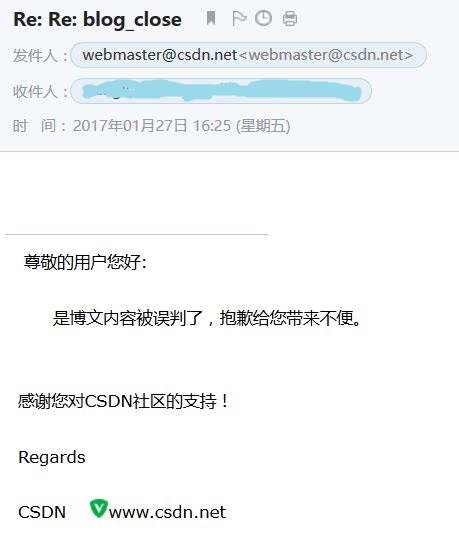 Re: Re: blog_close
发件人：webmaster@csdn.net<webmaster@csdn.net>
收件人：
时 间：2017年01月27日 16:25 (星期五)
尊敬的用户您好:
是博文内容被误判了，抱歉给您带来不便。
感谢您对CSDN社区的支持！
Regards
CSDN www.csdn.net